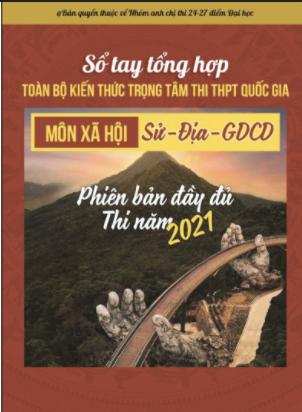 @Bản quyền thuộc về Nhóm anh chị thi 24-27 điểm Đại học
Sổ tay tổng hợp
TOÀN BỘ KIẾN THỨC TRỌNG TÂM THI THPT QUỐC GIA
MÔN XÃ HỘI Sử-Địa-GDCD
Phiên bản đầy đủ
Thi năm 2021